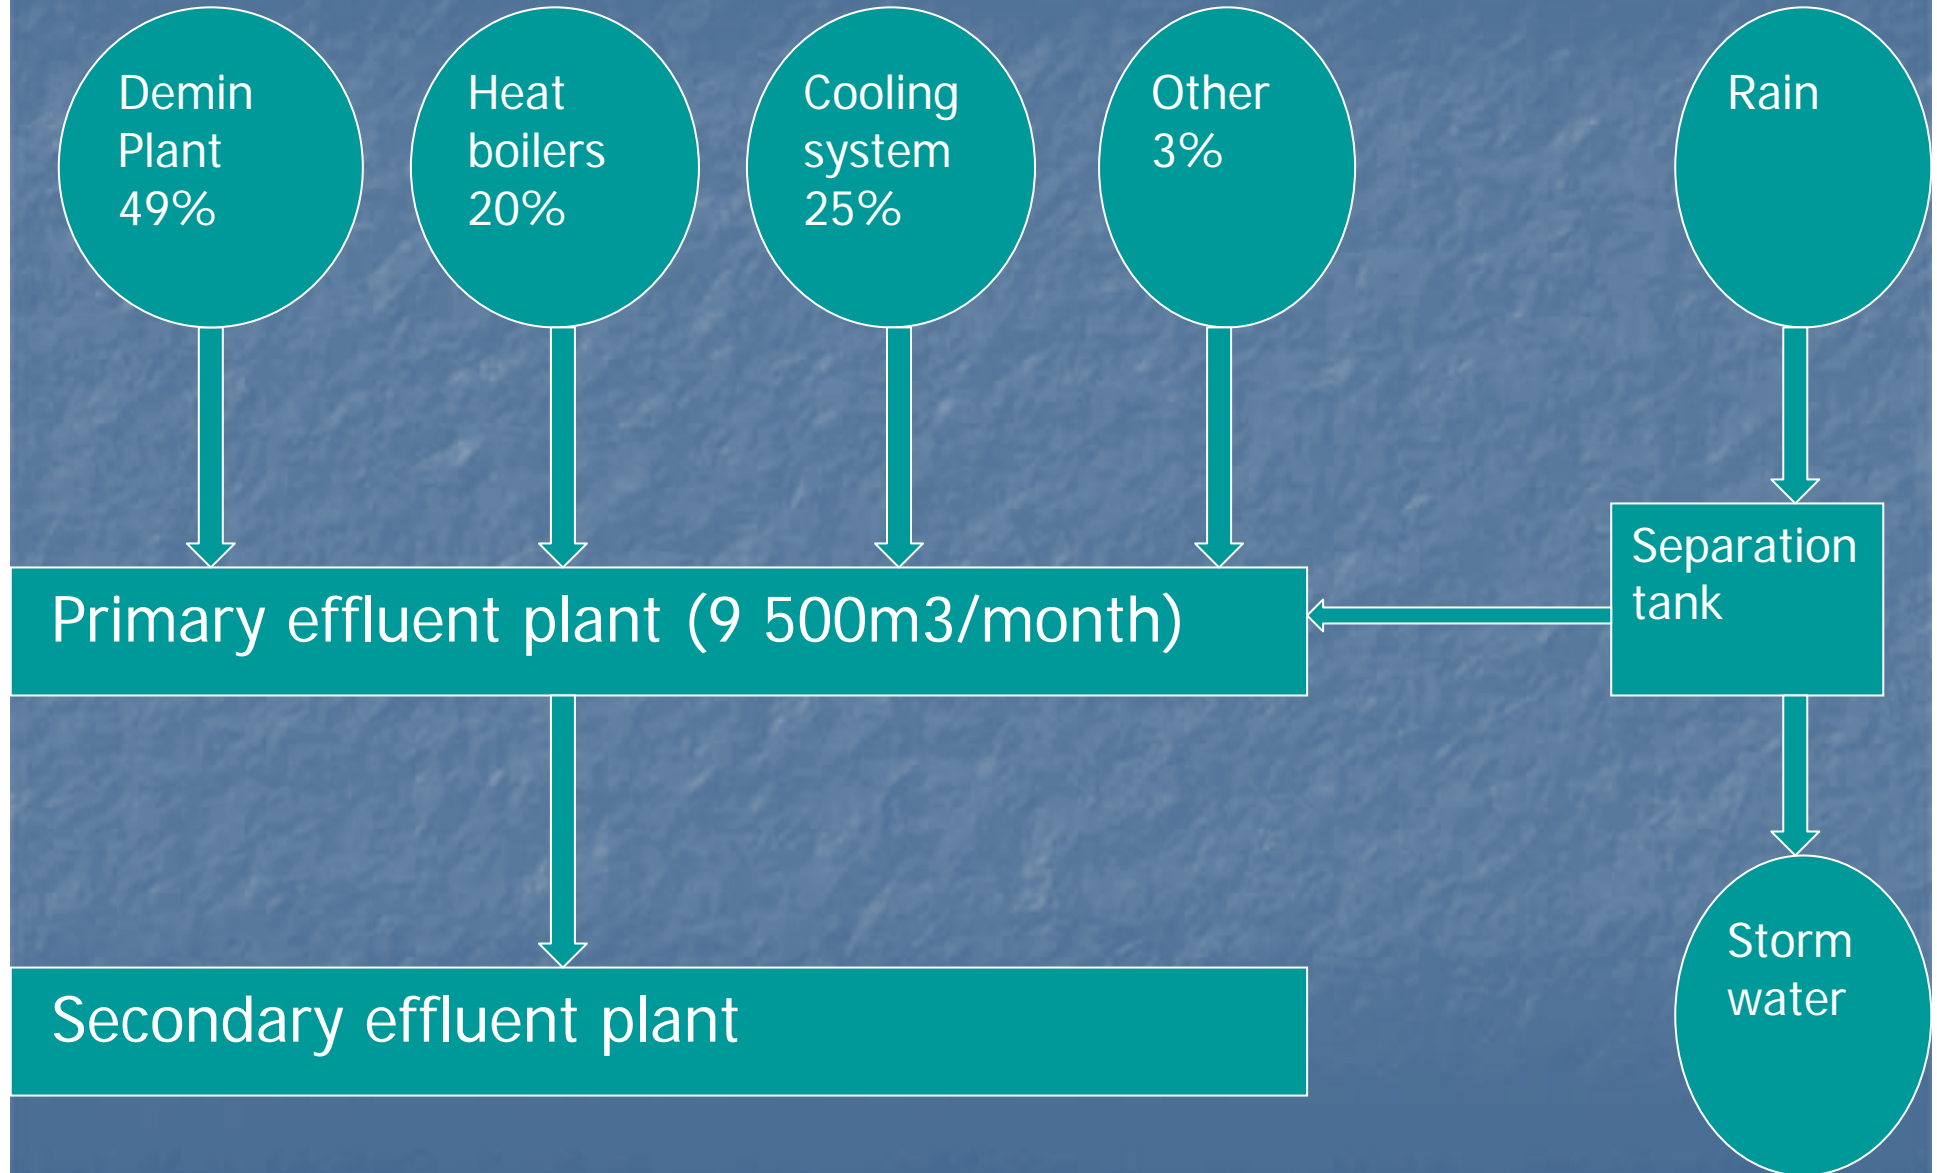 Demin
Plant
49%
Heat
boilers
20%
Cooling
system
25%
Other
3%
Rain
Separation
tank
Primary effluent plant (9 500m3/month)
Storm
water
Secondary effluent plant